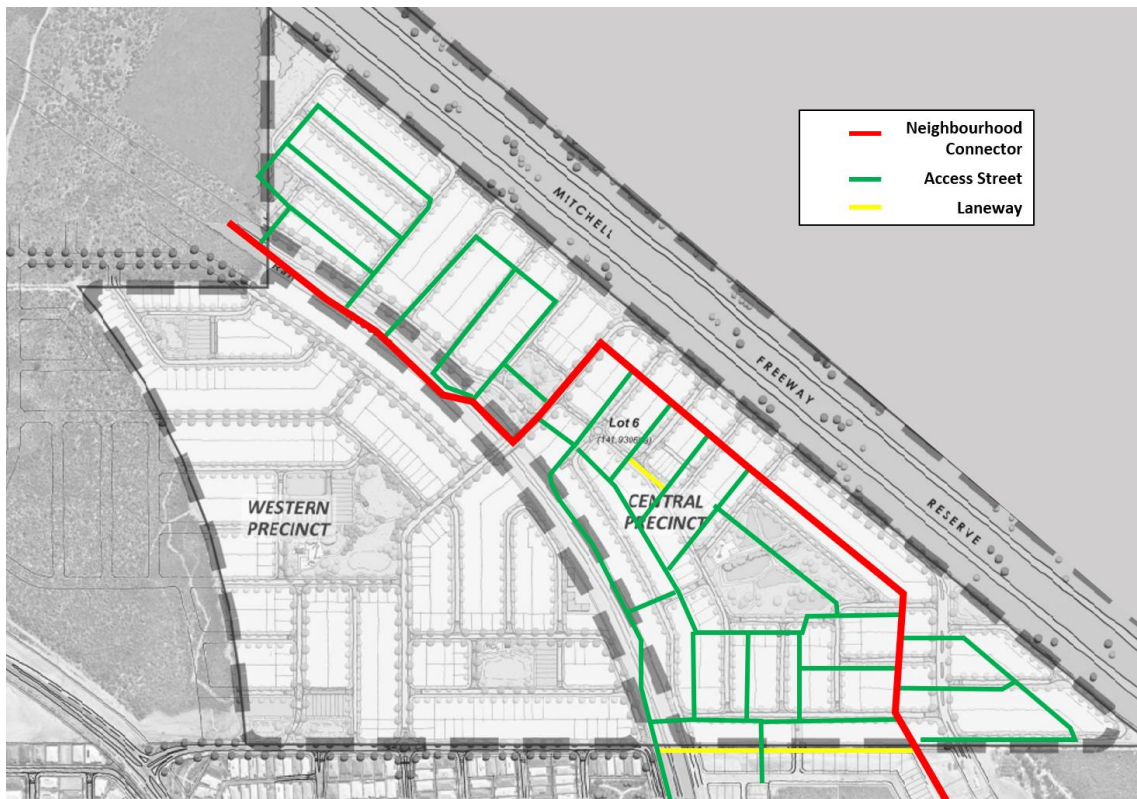 Neighbourhood
Connector
Access Street
Laneway
MITCHELL
FREEWAY
RESERVE
Lot 6
WESTERN
PRECINCT
CENTRAL
PRECINCT